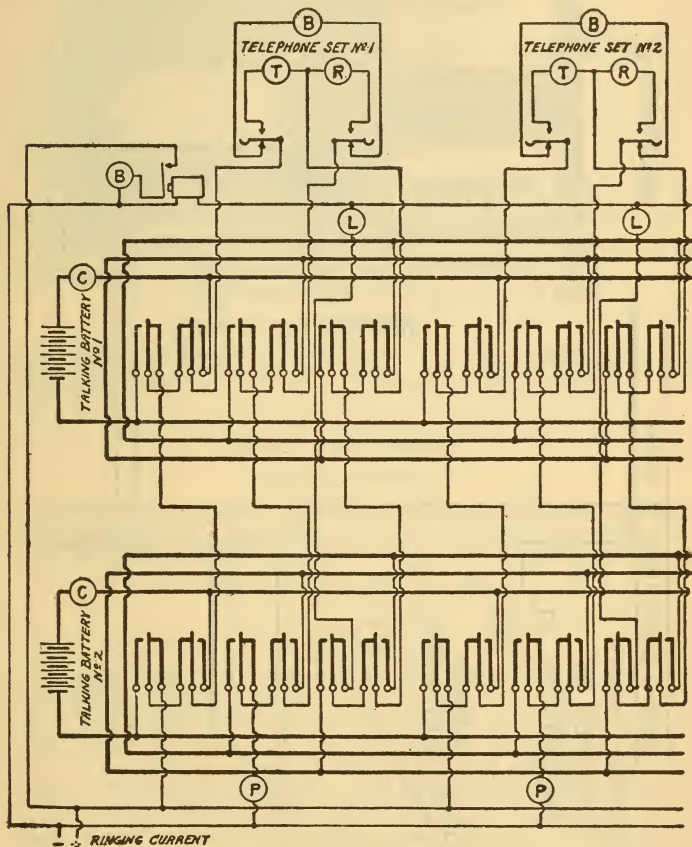 B
B
TELEPHONE SET Nº1
TELEPHONE SET Nº2
T
R
T
R
B
L
L
C
TALKING BATTERY
Nº1
C
TALKING BATTERY
Nº2
P
P
RINGING CURRENT